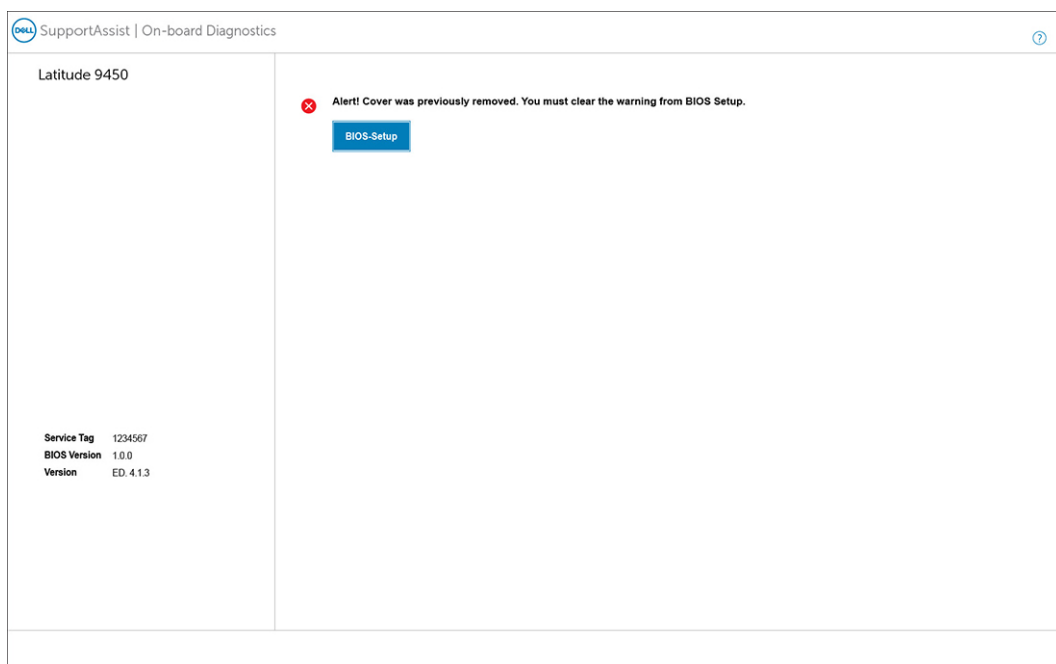 DELL SupportAssist | On-board Diagnostics
?
Latitude 9450
Alert! Cover was previously removed. You must clear the warning from BIOS Setup.
BIOS-Setup
Service Tag 1234567
BIOS Version 1.0.0
Version ED. 4.1.3